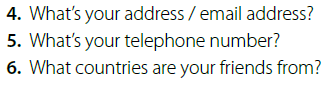 4. What's your address / email address?
5. What's your telephone number?
6. What countries are your friends from?